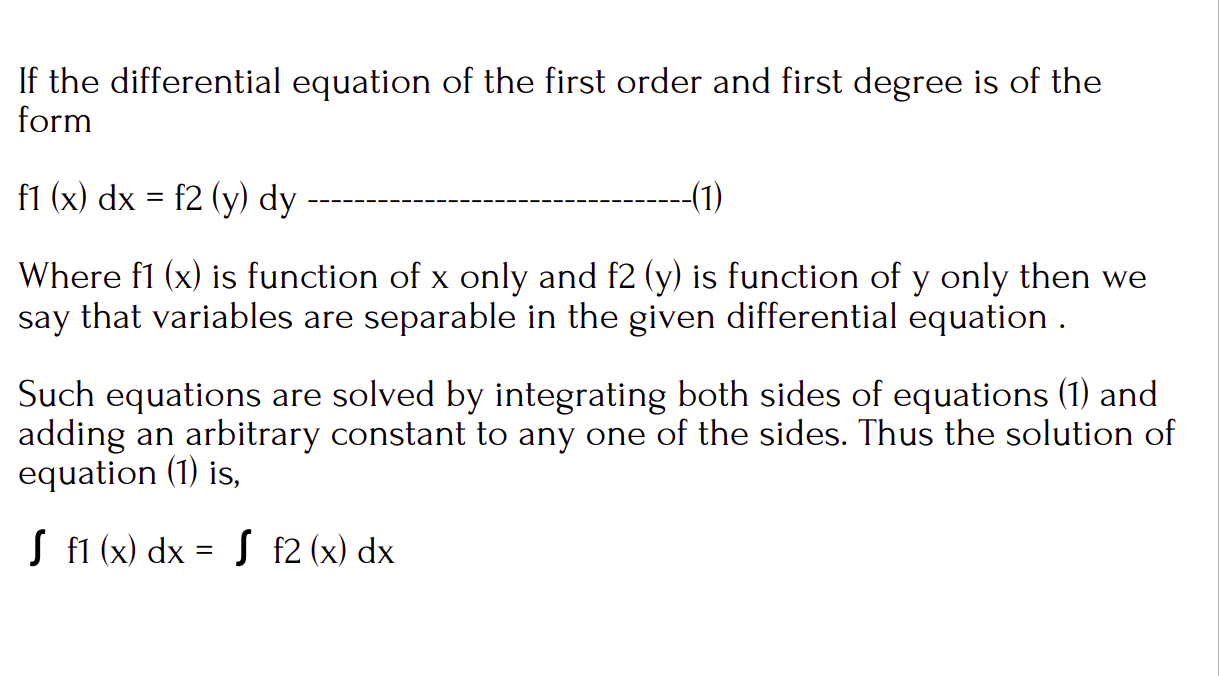 If the differential equation of the first order and first degree is of the
form
f1 (x) dx = f2 (y) dy ---------------------------------(1)
Where f1 (x) is function of x only and f2 (y) is function of y only then we
say that variables are separable in the given differential equation .
Such equations are solved by integrating both sides of equations (1) and
adding an arbitrary constant to any one of the sides. Thus the solution of
equation (1) is,
∫ f1 (x) dx = ∫ f2 (x) dx